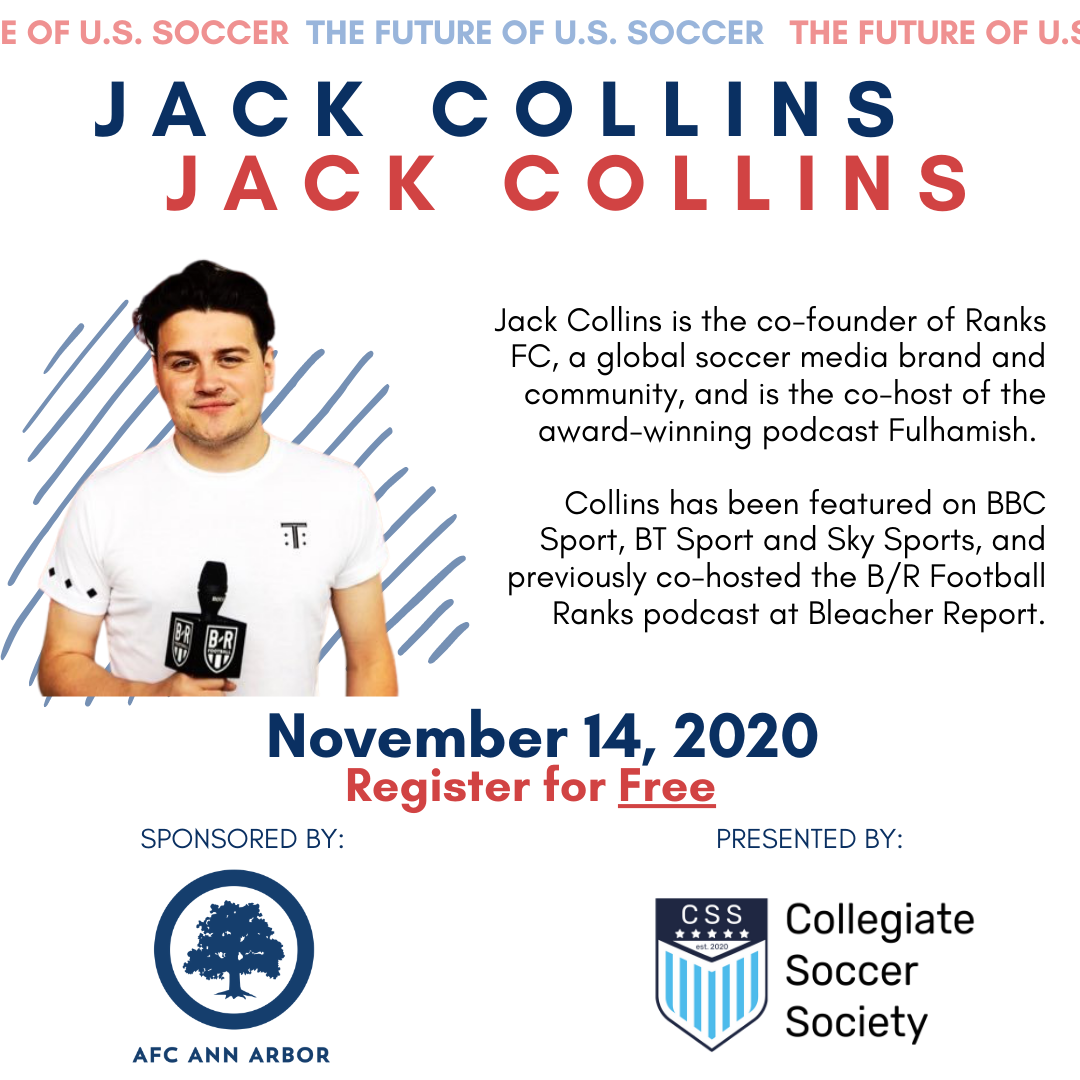 E OF U.S. SOCCER THE FUTURE OF U.S. SOCCER THE FUTURE OF U.S
JACK COLLINS
JACK COLLINS
Jack Collins is the co-founder of Ranks
FC, a global soccer media brand and
community, and is the co-host of the
award-winning podcast Fulhamish.
Collins has been featured on BBC
Sport, BT Sport and Sky Sports, and
previously co-hosted the B/R Football
Ranks podcast at Bleacher Report.
B R
FOOTBALL
B R
FOOTBALL
November 14, 2020
Register for Free
SPONSORED BY:
PRESENTED BY:
AFC ANN ARBOR
CSS
est. 2020
Collegiate
Soccer
Society